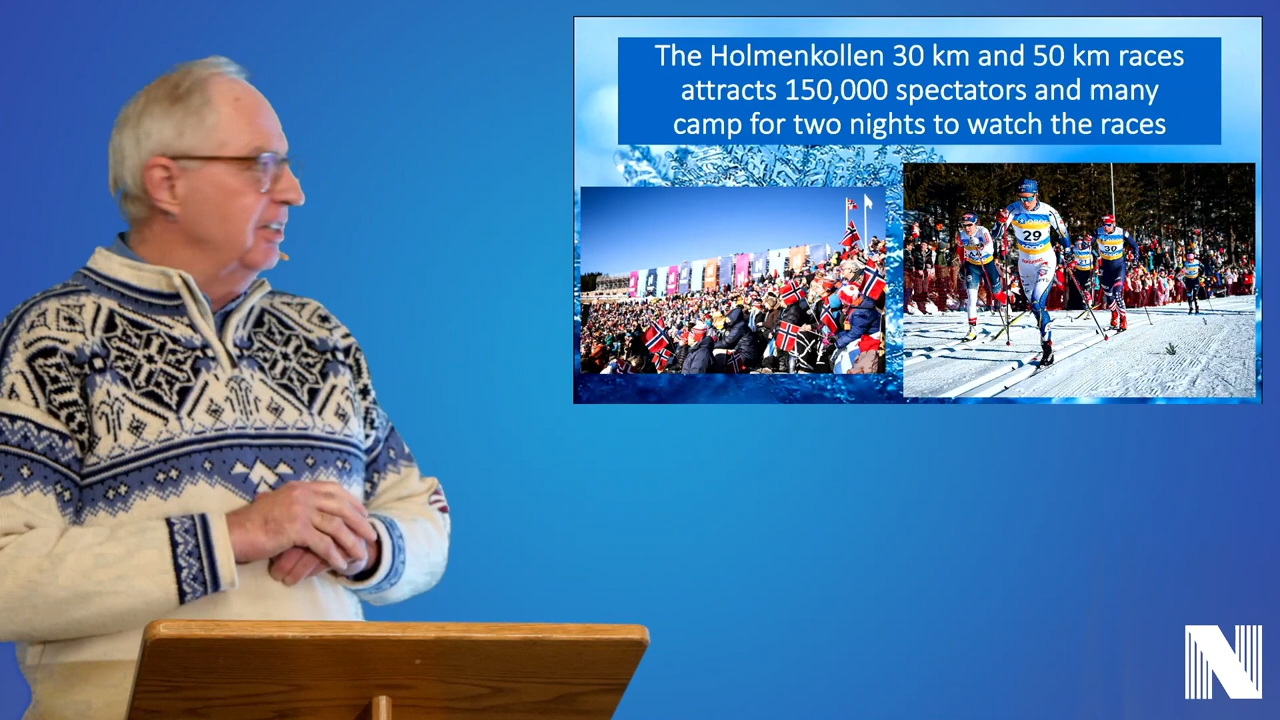 The Holmenkollen 30 km and 50 km races
attracts 150,000 spectators and many
camp for two nights to watch the races
29
30
N